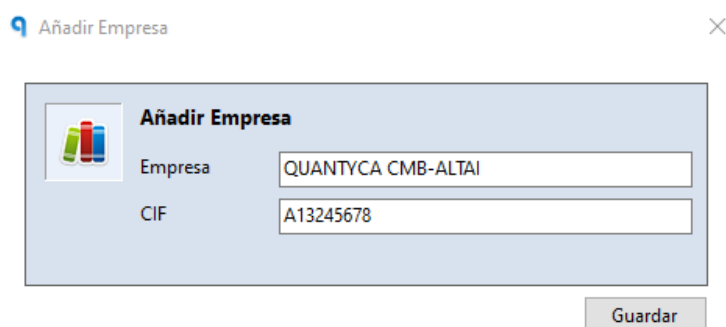 Añadir Empresa
Añadir Empresa
Empresa QUANTYCA CMB-ALTAI
CIF A13245678
Guardar